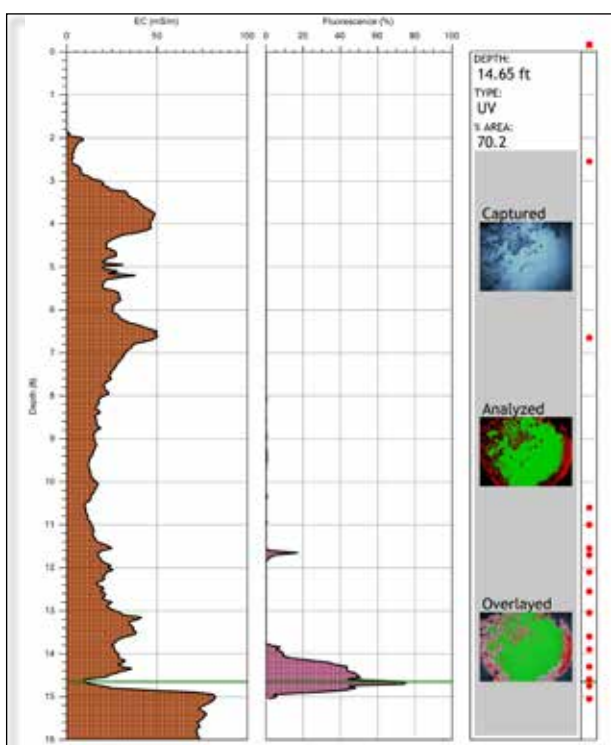 EC (mS/m)
Fluorescence (%)
0
100
0
20
40
60
80
100
0
1
2
3
4
5
6
7
8
9
10
11
12
13
14
15
16
Depth (ft)
DEPTH:
14.65 ft
TYPE:
UV
% AREA:
70.2
Captured
Analyzed
Overlayed